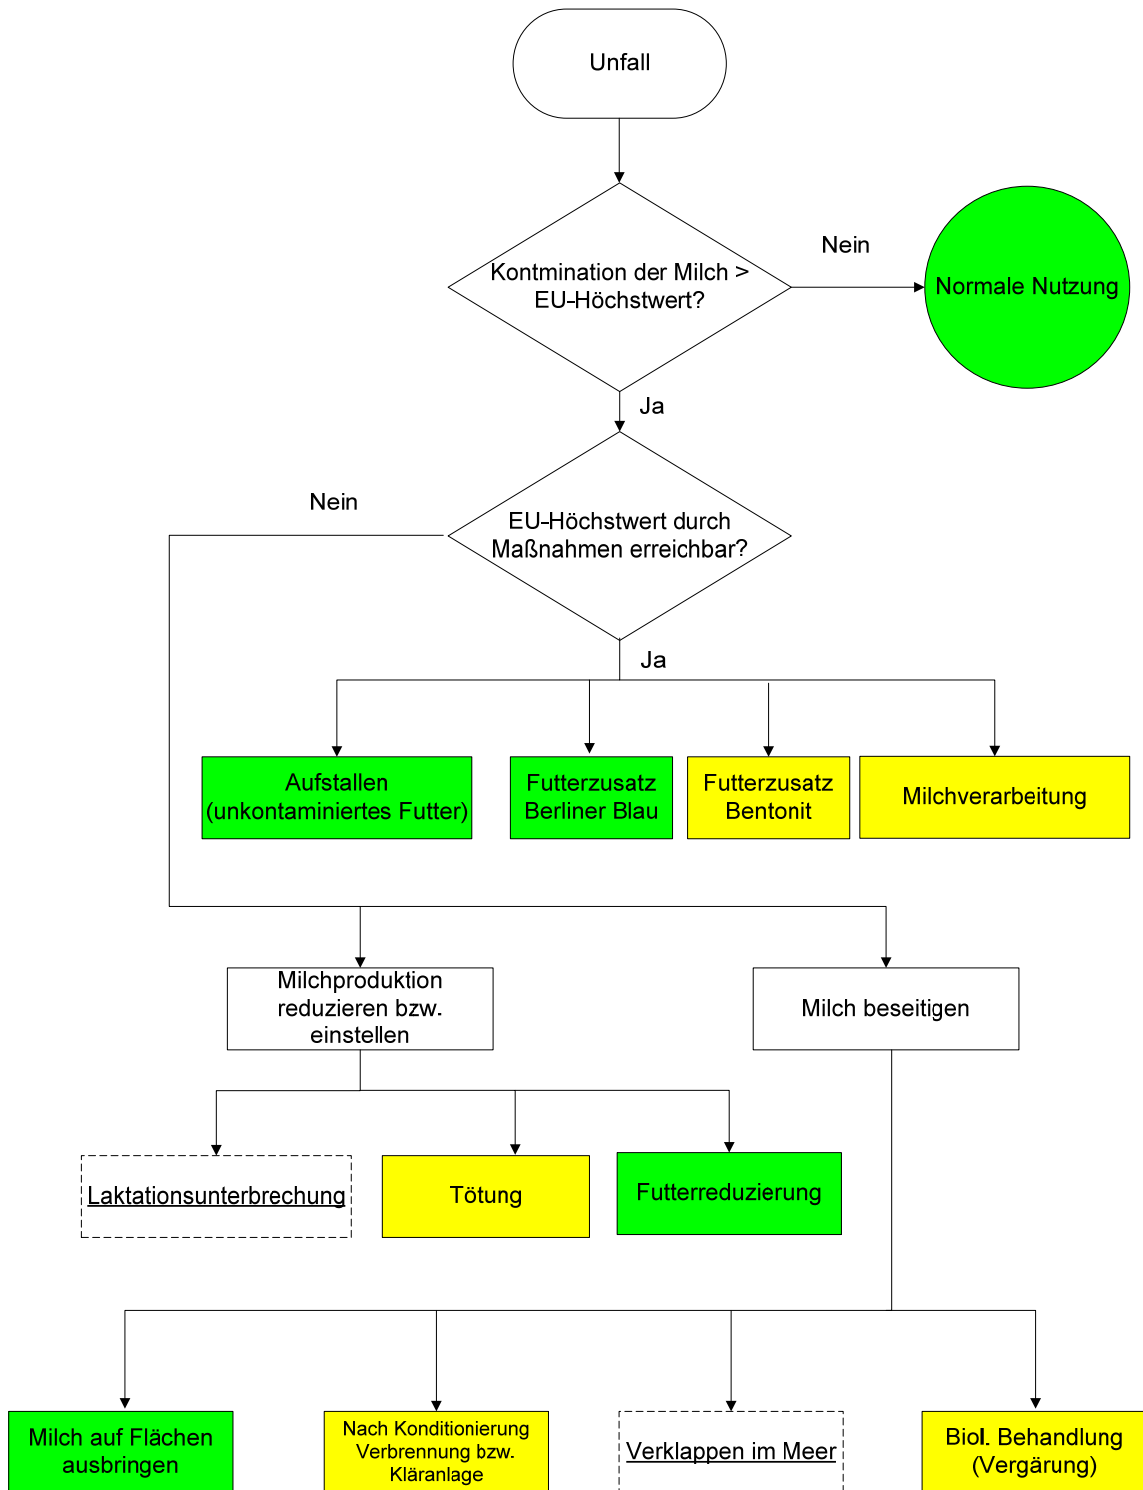 Unfall
Kontmination der Milch >
EU-Höchstwert?
Nein
Normale Nutzung
Ja
EU-Höchstwert durch
Maßnahmen erreichbar?
Nein
Ja
Aufstallen
(unkontaminiertes Futter)
Futterzusatz
Berliner Blau
Futterzusatz
Bentonit
Milchverarbeitung
Milchproduktion
reduzieren bzw.
einstellen
Milch beseitigen
Laktationsunterbrechung
Tötung
Futterreduzierung
Milch auf Flächen
ausbringen
Nach Konditionierung
Verbrennung bzw.
Kläranlage
Verklappen im Meer
Biol. Behandlung
(Vergärung)